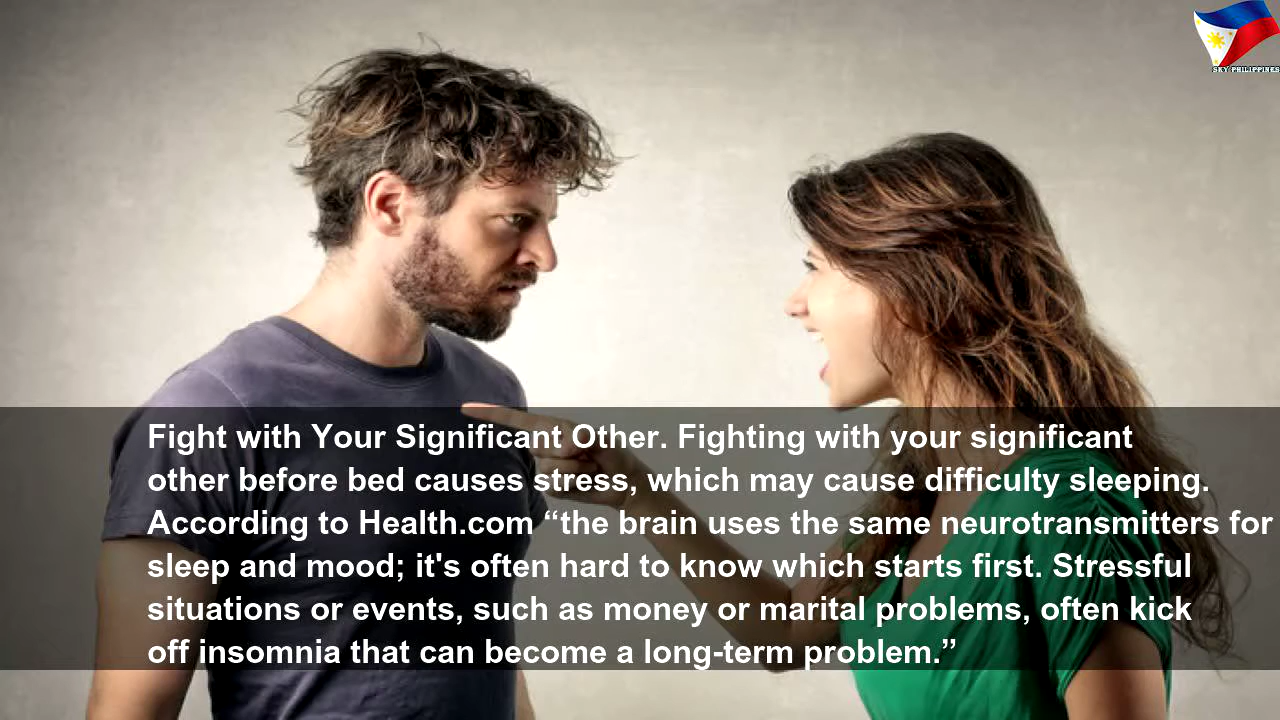 SKY PHILIPPINES
Fight with Your Significant Other. Fighting with your significant
other before bed causes stress, which may cause difficulty sleeping.
According to Health.com “the brain uses the same neurotransmitters for
sleep and mood; it's often hard to know which starts first. Stressful
situations or events, such as money or marital problems, often kick
off insomnia that can become a long-term problem.”